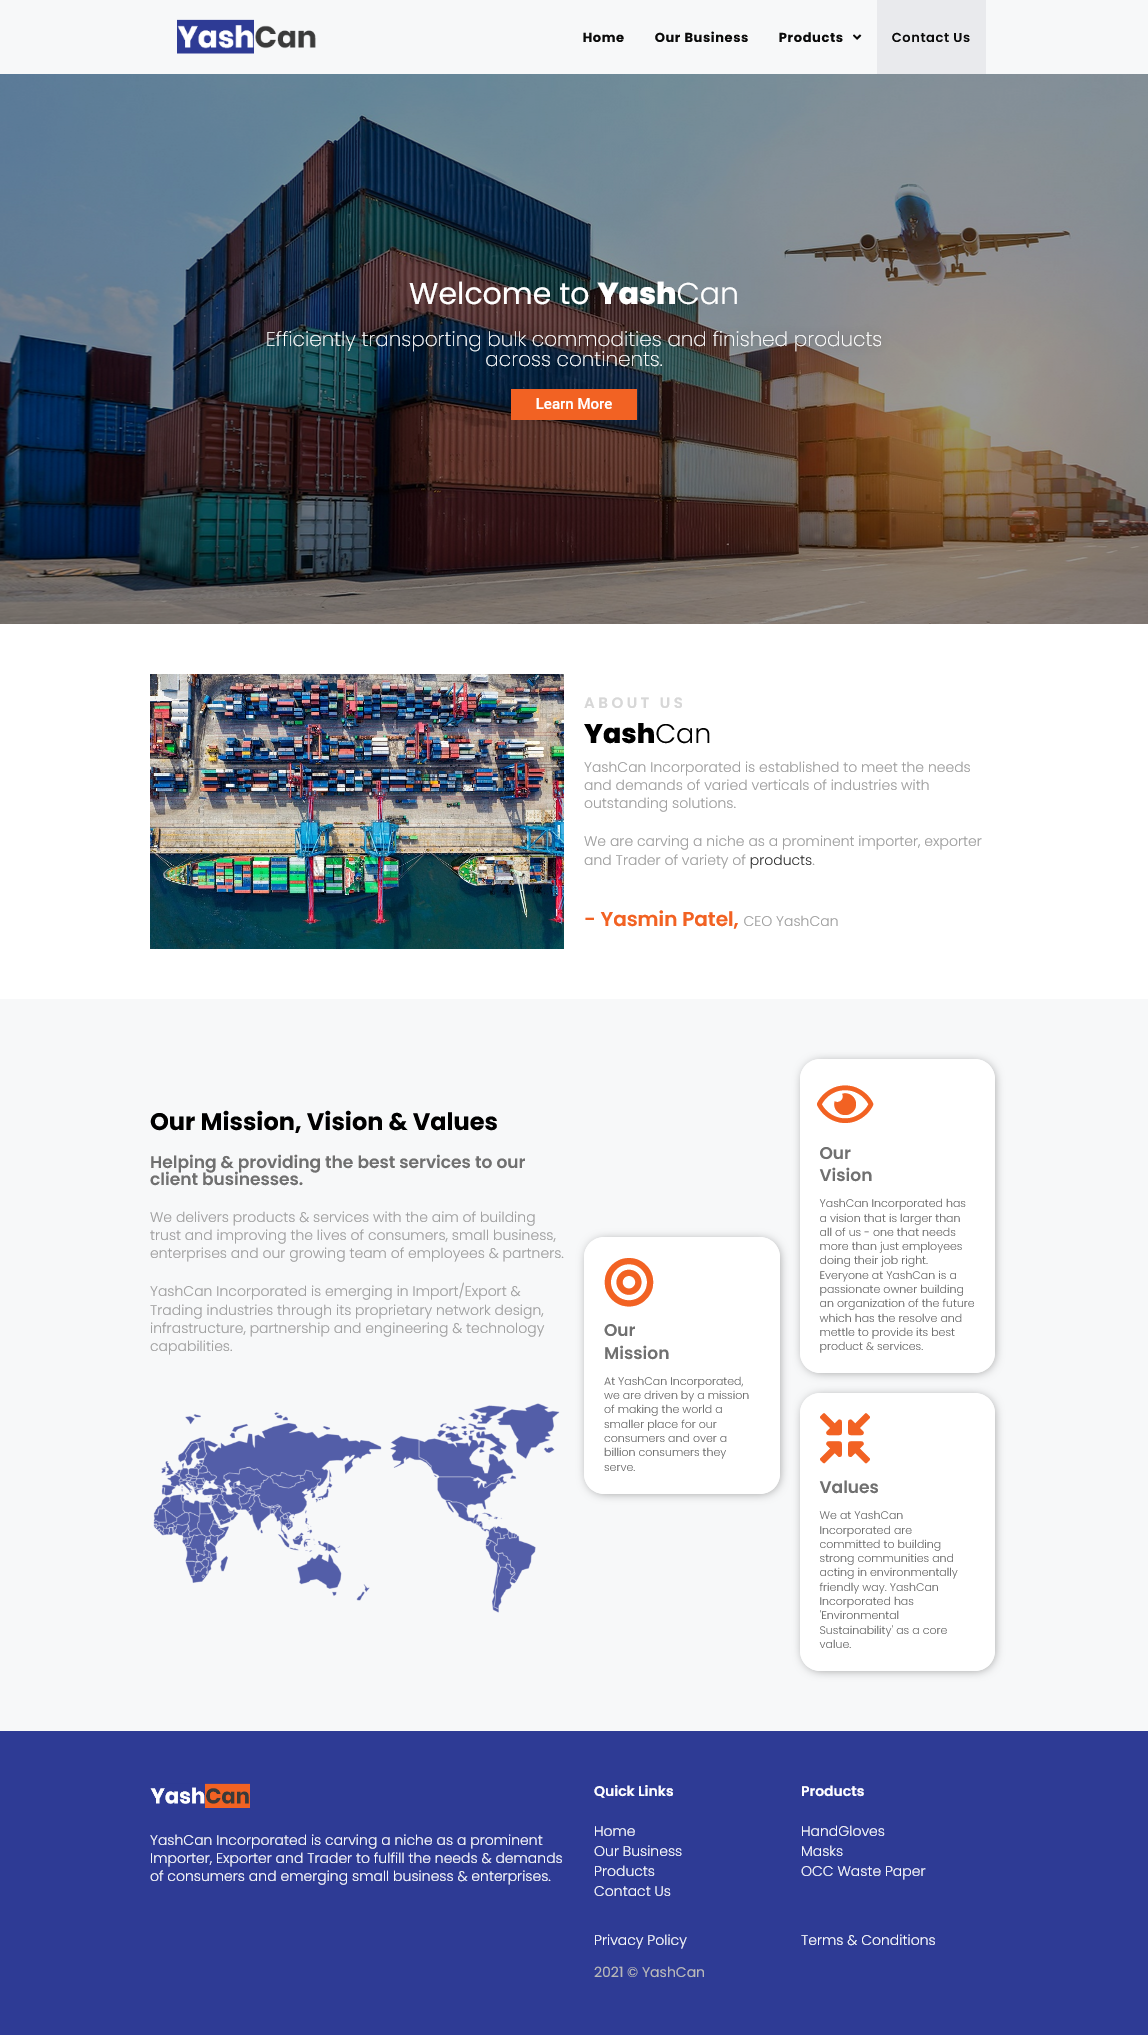 YashCan
Home
Our Business
Products
Contact Us
Welcome to YashCan
Efficiently transporting bulk commodities and finished products
across continents.
Learn More
ABOUT US
YashCan
YashCan Incorporated is established to meet the needs
and demands of varied verticals of industries with
outstanding solutions.
We are carving a niche as a prominent importer, exporter
and Trader of variety of products.
- Yasmin Patel, CEO YashCan
Our Mission, Vision & Values
Helping & providing the best services to our
client businesses.
We delivers products & services with the aim of building
trust and improving the lives of consumers, small business,
enterprises and our growing team of employees & partners.
YashCan Incorporated is emerging in Import/Export &
Trading industries through its proprietary network design,
infrastructure, partnership and engineering & technology
capabilities.
Our
Mission
At YashCan Incorporated,
we are driven by a mission
of making the world a
smaller place for our
consumers and over a
billion consumers they
serve.
Our
Vision
YashCan Incorporated has
a vision that is larger than
all of us - one that needs
more than just employees
doing their job right.
Everyone at YashCan is a
passionate owner building
an organization of the future
which has the resolve and
mettle to provide its best
product & services.
Values
We at YashCan
Incorporated are
committed to building
strong communities and
acting in environmentally
friendly way. YashCan
Incorporated has
'Environmental
Sustainability' as a core
value.
YashCan
YashCan Incorporated is carving a niche as a prominent
Importer, Exporter and Trader to fulfill the needs & demands
of consumers and emerging small business & enterprises.
Quick Links
Home
Our Business
Products
Contact Us
Products
HandGloves
Masks
OCC Waste Paper
Privacy Policy
Terms & Conditions
2021 © YashCan